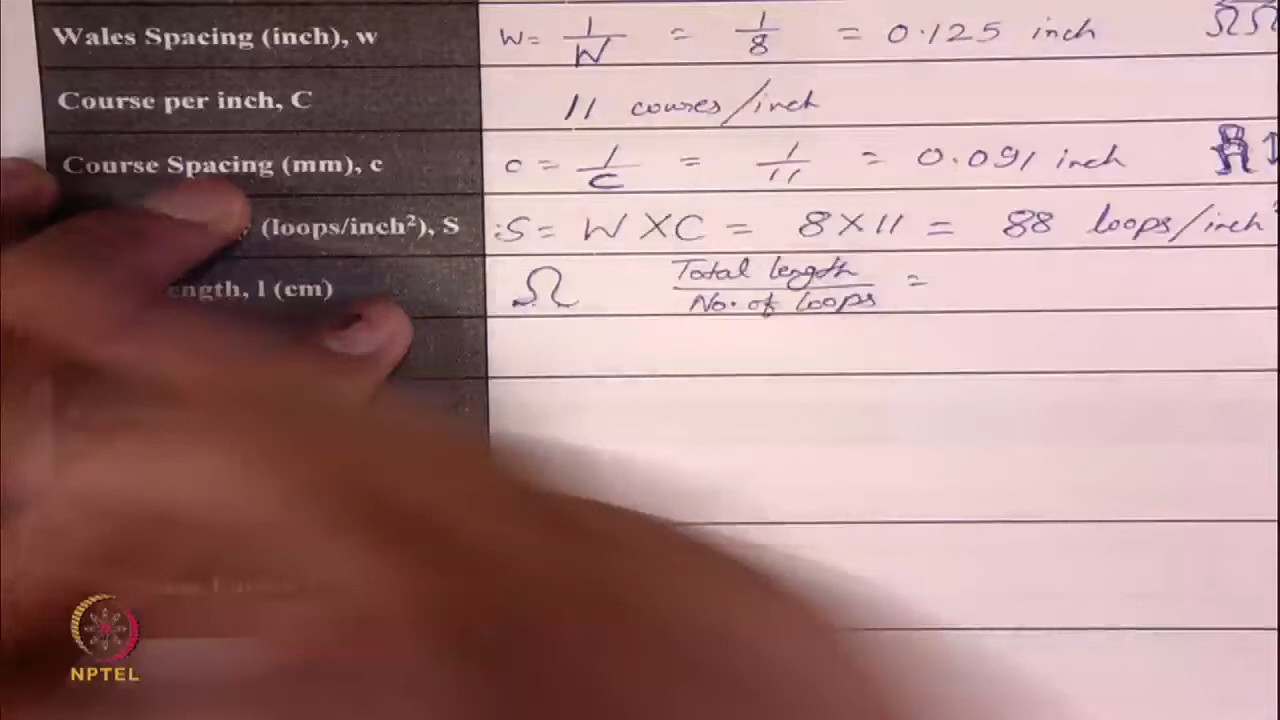 Wales Spacing (inch), w
w = 1/W = 1/8 = 0.125 inch
Course per inch, C
11 courses/inch
Course Spacing (mm), c
c = 1/C = 1/11 = 0.091 inch
(loops/inch²), S
S = W X C = 8 X 11 = 88 loops/inch
ength, l (cm)
Total length / No. of loops =
NPTEL